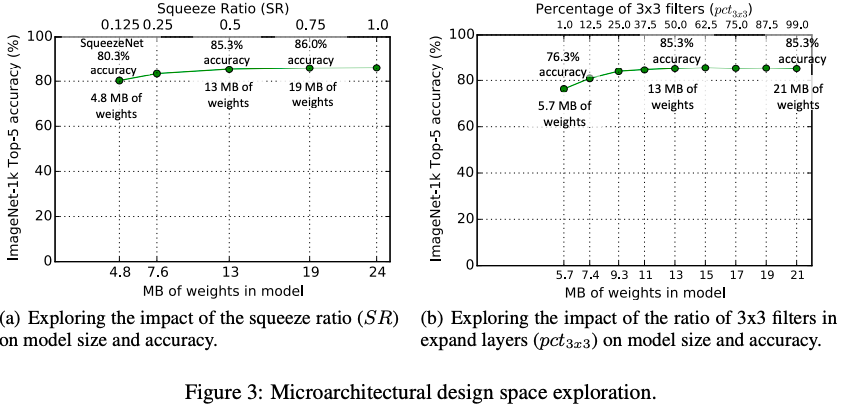 Squeeze Ratio (SR)
0.125 0.25 0.5 0.75 1.0
ImageNet-1k Top-5 accuracy (%)
100
80
60
40
20
0
SqueezeNet
80.3%
accuracy
4.8 MB of
weights
85.3%
accuracy
13 MB of
weights
86.0%
accuracy
19 MB of
weights
4.8 7.6 13 19 24
MB of weights in model
(a) Exploring the impact of the squeeze ratio (SR)
on model size and accuracy.
Percentage of 3x3 filters (pct3x3)
1.0 12.5 25.0 37.5 50.0 62.5 75.0 87.5 99.0
ImageNet-1k Top-5 accuracy (%)
100
80
60
40
20
0
76.3%
accuracy
5.7 MB of
weights
85.3%
accuracy
13 MB of
weights
85.3%
accuracy
21 MB of
weights
5.7 7.4 9.3 11 13 15 17 19 21
MB of weights in model
(b) Exploring the impact of the ratio of 3x3 filters in
expand layers (pct3x3) on model size and accuracy.
Figure 3: Microarchitectural design space exploration.